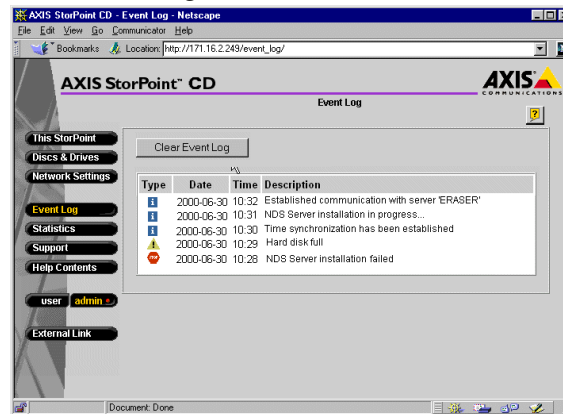 AXIS StorPoint CD - Event Log - Netscape
File Edit View Go Communicator Help
Bookmarks Location: http://171.16.2.249/event_log/
AXIS StorPoint™ CD
AXIS
COMMUNICATIONS
Event Log
?
This StorPoint
Discs & Drives
Network Settings
Event Log
Statistics
Support
Help Contents
user admin
External Link
Clear Event Log
Type Date Time Description
i 2000-06-30 10:32 Established communication with server 'ERASER'
i 2000-06-30 10:31 NDS Server installation in progress...
i 2000-06-30 10:30 Time synchronization has been established
2000-06-30 10:29 Hard disk full
2000-06-30 10:28 NDS Server installation failed
Document: Done